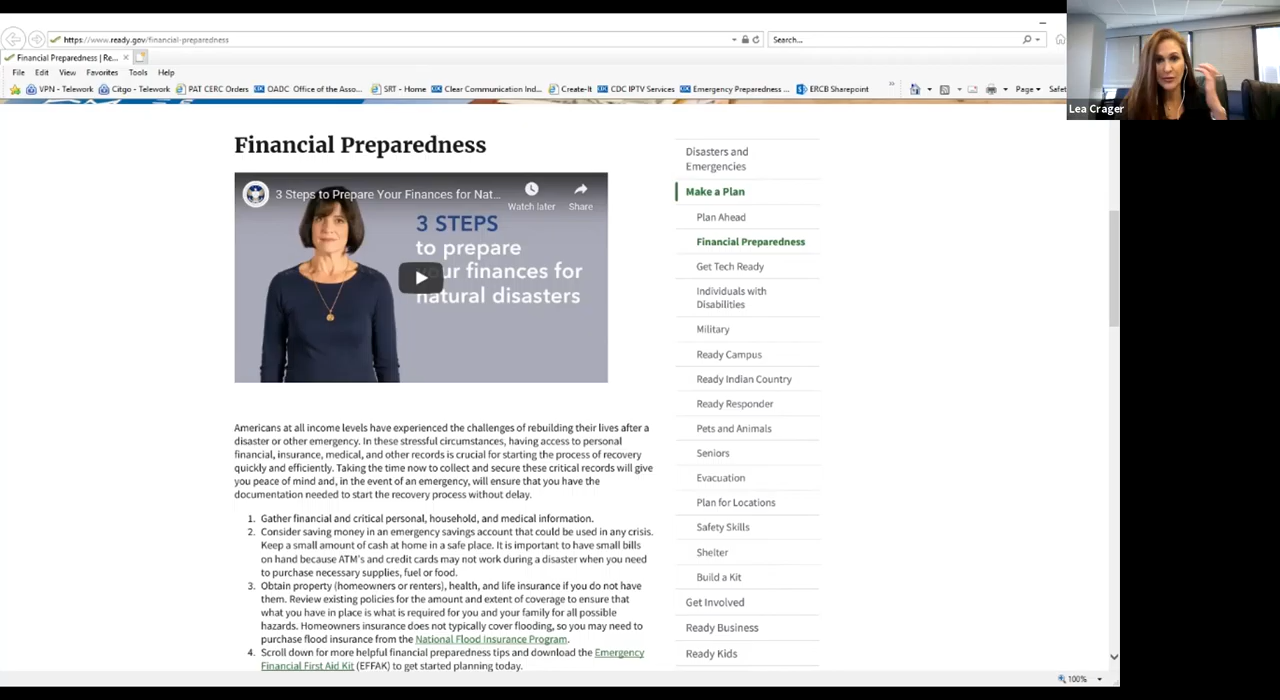 https://www.ready.gov/financial-preparedness
Search...
Financial Preparedness | Re...
File Edit View Favorites Tools Help
VPN - Telework Citgo - Telework PAT CERC Orders OADC Office of the Asso... SRT - Home Clear Communication Ind... Create-It CDC IPTV Services Emergency Preparedness ... ERCB Sharepoint » Page Safet
Lea Crager
Financial Preparedness
3 Steps to Prepare Your Finances for Nat...
Watch later
Share
3 STEPS
to prepare
your finances for
natural disasters
Americans at all income levels have experienced the challenges of rebuilding their lives after a
disaster or other emergency. In these stressful circumstances, having access to personal
financial, insurance, medical, and other records is crucial for starting the process of recovery
quickly and efficiently. Taking the time now to collect and secure these critical records will give
you peace of mind and, in the event of an emergency, will ensure that you have the
documentation needed to start the recovery process without delay.
1. Gather financial and critical personal, household, and medical information.
2. Consider saving money in an emergency savings account that could be used in any crisis.
Keep a small amount of cash at home in a safe place. It is important to have small bills
on hand because ATM's and credit cards may not work during a disaster when you need
to purchase necessary supplies, fuel or food.
3. Obtain property (homeowners or renters), health, and life insurance if you do not have
them. Review existing policies for the amount and extent of coverage to ensure that
what you have in place is what is required for you and your family for all possible
hazards. Homeowners insurance does not typically cover flooding, so you may need to
purchase flood insurance from the National Flood Insurance Program.
4. Scroll down for more helpful financial preparedness tips and download the Emergency
Financial First Aid Kit (EFFAK) to get started planning today.
Disasters and
Emergencies
Make a Plan
Plan Ahead
Financial Preparedness
Get Tech Ready
Individuals with
Disabilities
Military
Ready Campus
Ready Indian Country
Ready Responder
Pets and Animals
Seniors
Evacuation
Plan for Locations
Safety Skills
Shelter
Build a Kit
Get Involved
Ready Business
Ready Kids
100%